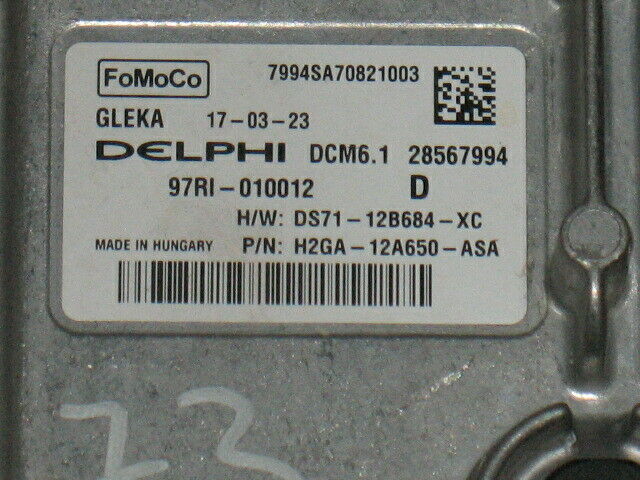 FoMoCo 7994SA70821003
GLEKA 17-03-23
DELPHI DCM6.1 28567994
97RI-010012 D
H/W: DS71-12B684-XC
MADE IN HUNGARY P/N: H2GA-12A650-ASA
73